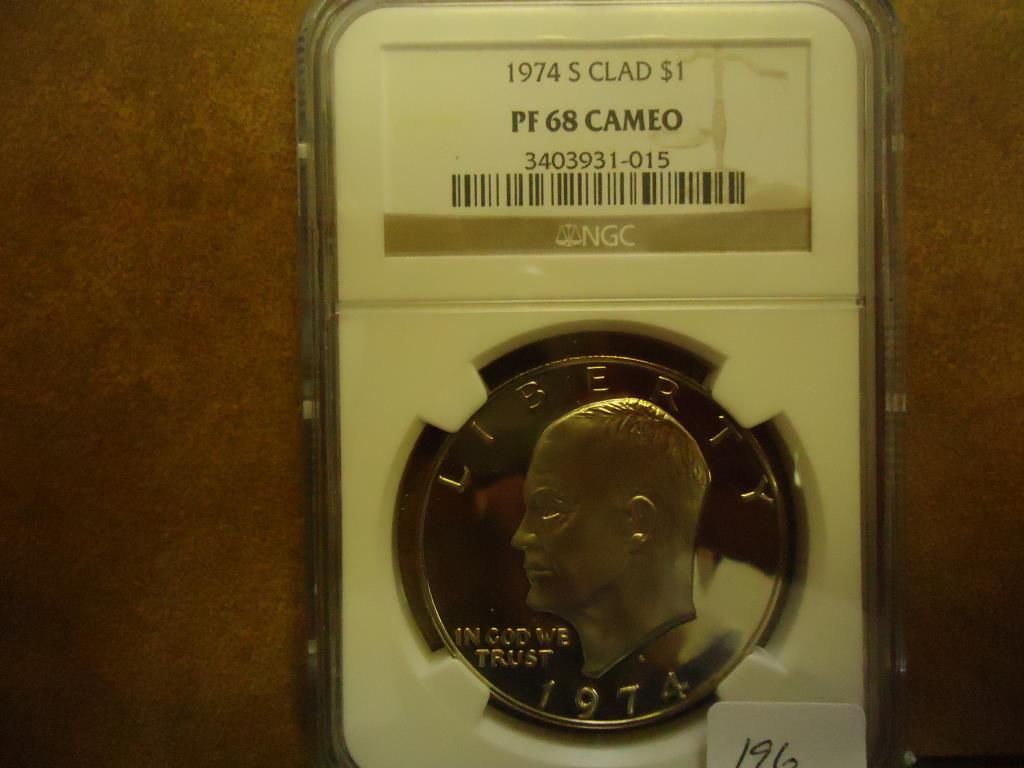 1974 S CLAD $1
PF 68 CAMEO
3403931-015
NGC
LIBERTY
IN GOD WE
TRUST
1974
196